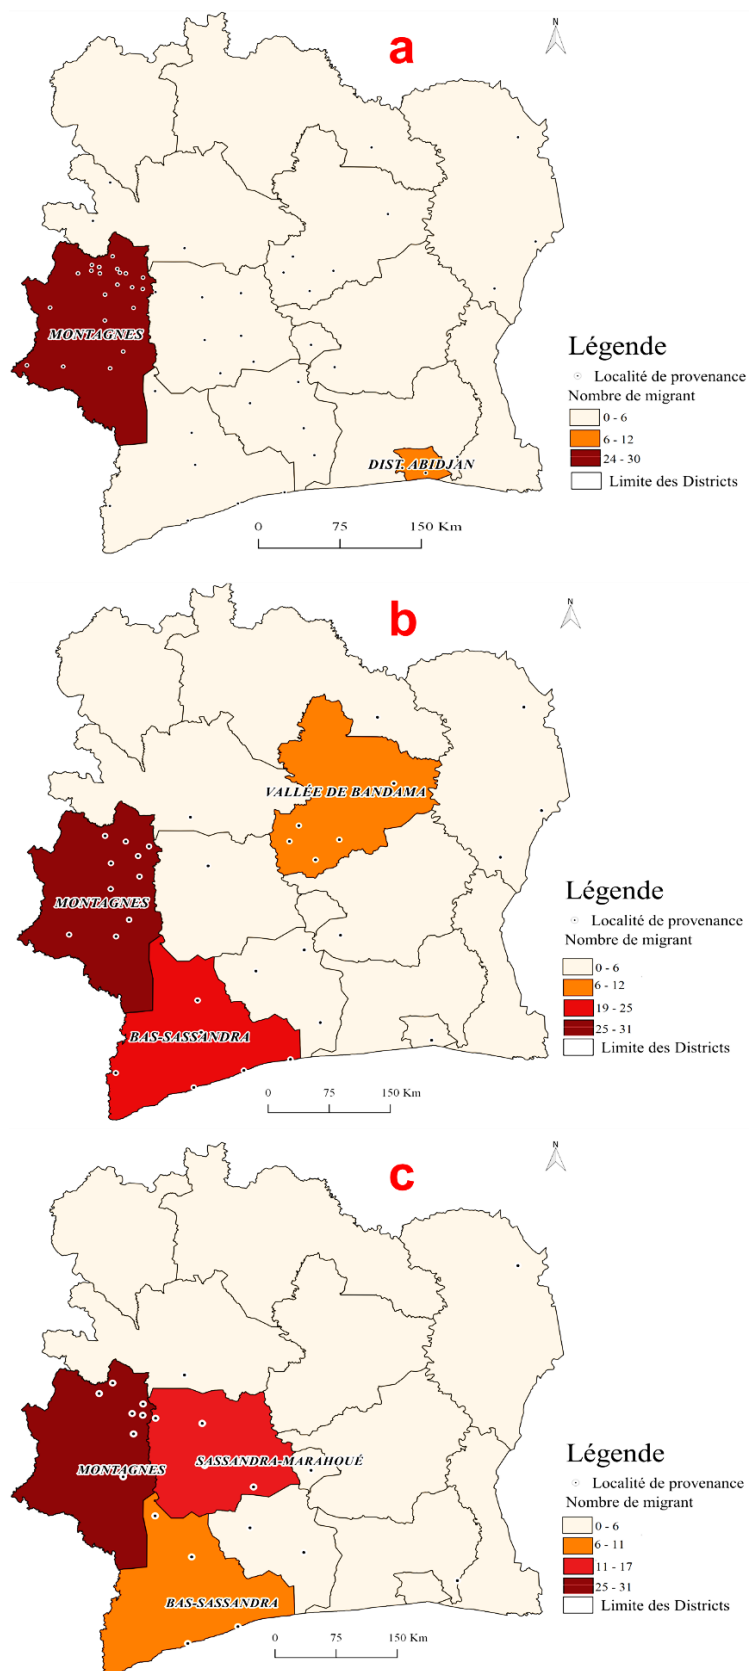 a
N
MONTAGNES
DIST. ABIDJAN
Légende
Localité de provenance
Nombre de migrant
0 - 6
6 - 12
24 - 30
Limite des Districts
0 75 150 Km
b
N
VALLÉE DE BANDAMA
MONTAGNES
BAS-SASSANDRA
Légende
Localité de provenance
Nombre de migrant
0 - 6
6 - 12
19 - 25
25 - 31
Limite des Districts
0 75 150 Km
c
N
SASSANDRA-MARAHOUÉ
MONTAGNES
BAS-SASSANDRA
Légende
Localité de provenance
Nombre de migrant
0 - 6
6 - 11
11 - 17
25 - 31
Limite des Districts
0 75 150 Km